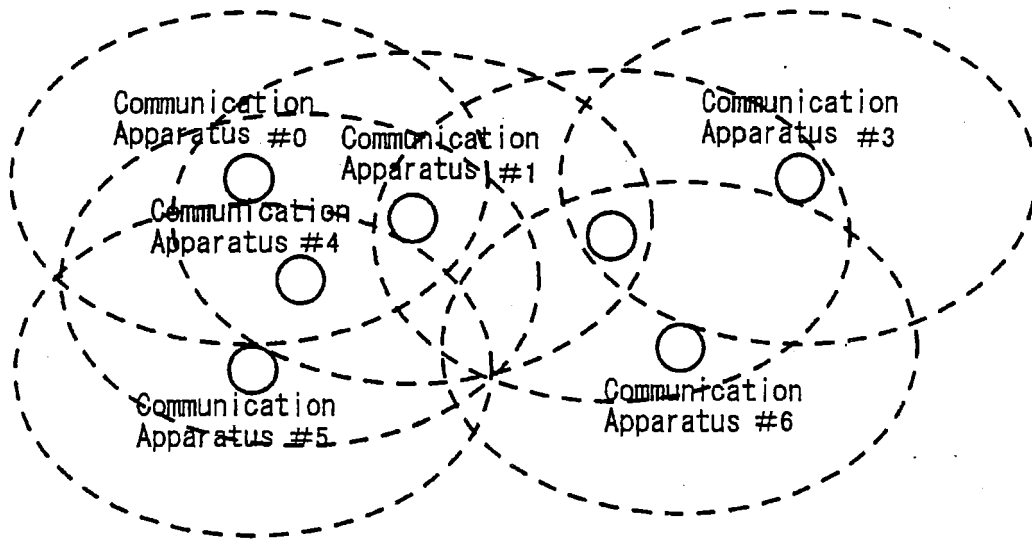 Communication
Apparatus #0
Communication
Apparatus #1
Communication
Apparatus #3
Communication
Apparatus #4
Communication
Apparatus #5
Communication
Apparatus #6